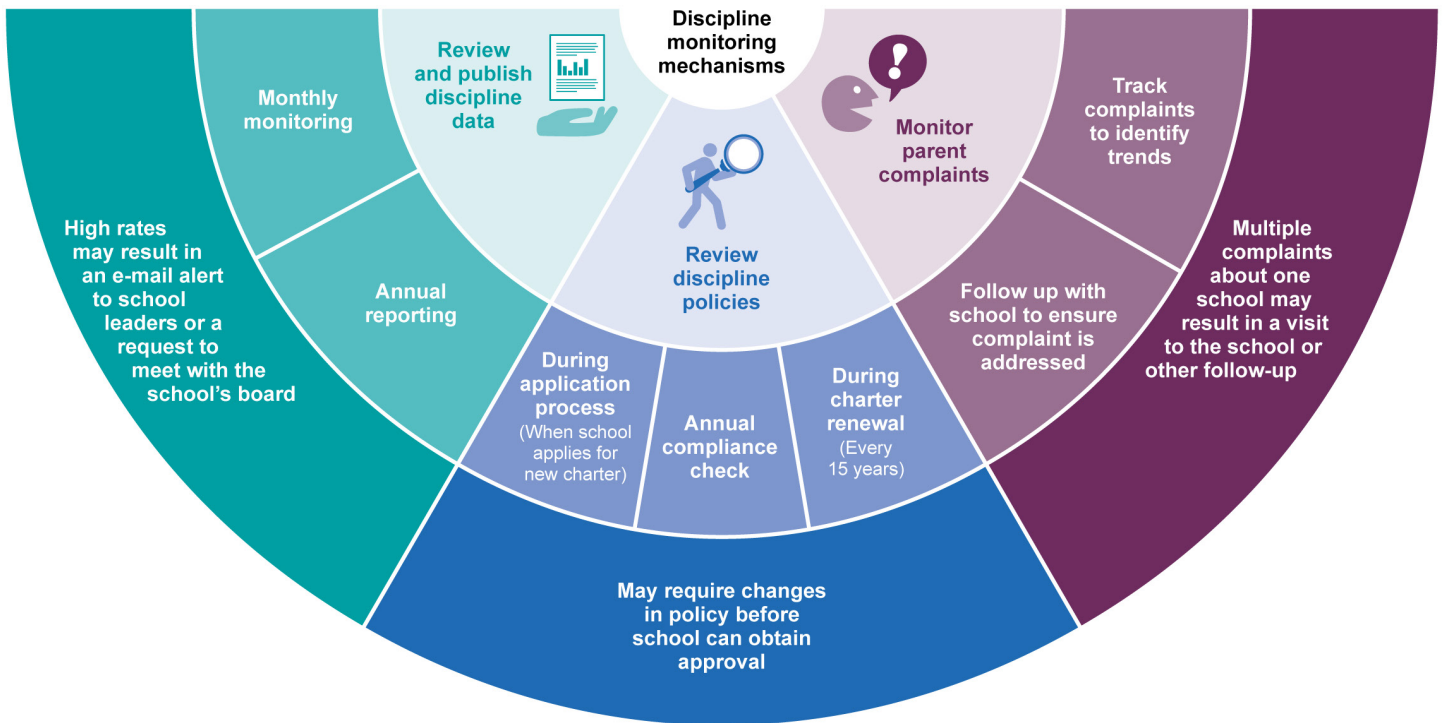 Discipline
monitoring
mechanisms
Review
and publish
discipline
data
Monthly
monitoring
Annual
reporting
High rates
may result in
an e-mail alert
to school
leaders or a
request to
meet with the
school's board
Review
discipline
policies
During
application
process
(When school
applies for
new charter)
Annual
compliance
check
During
charter
renewal
(Every
15 years)
May require changes
in policy before
school can obtain
approval
Monitor
parent
complaints
Track
complaints
to identify
trends
Follow up with
school to ensure
complaint is
addressed
Multiple
complaints
about one
school may
result in a visit
to the school or
other follow-up